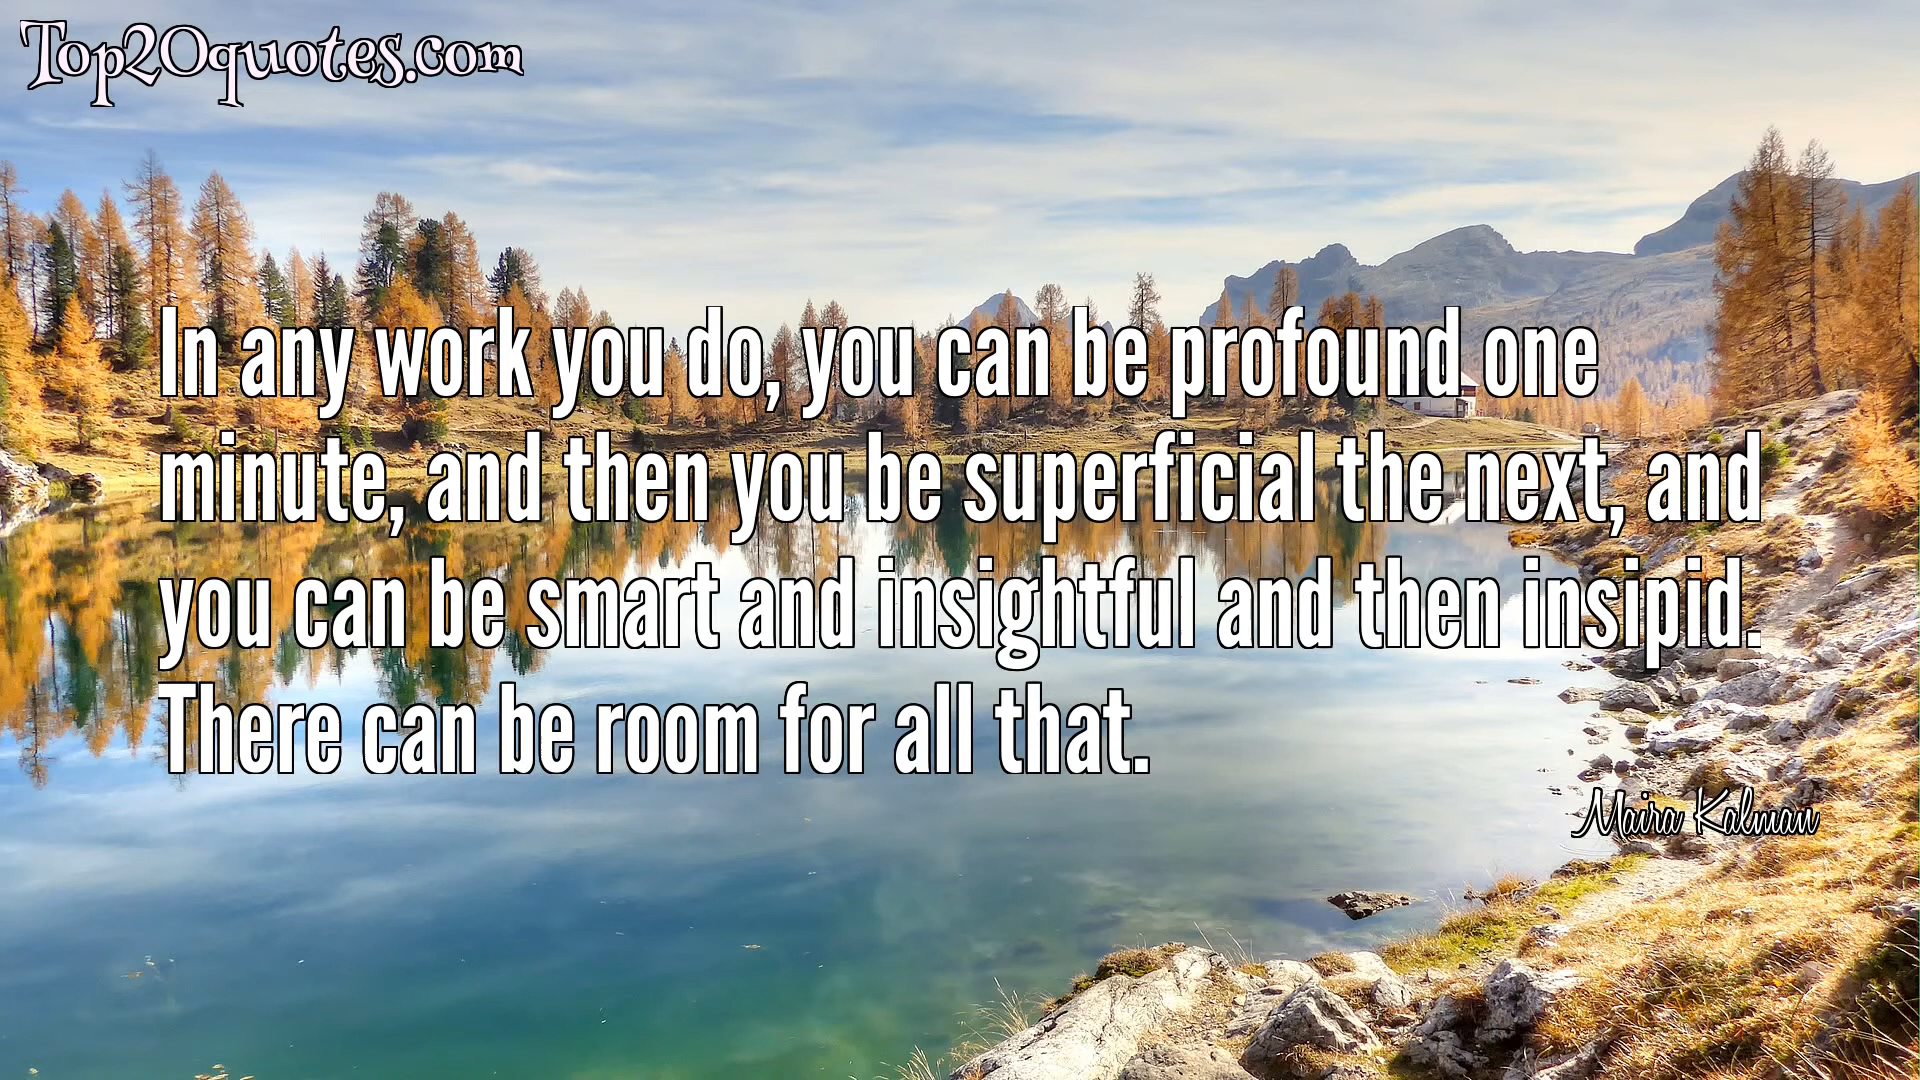 Top20quotes.com
In any work you do, you can be profound one
minute, and then you be superficial the next, and
you can be smart and insightful and then insipid.
There can be room for all that.
Maira Kalman